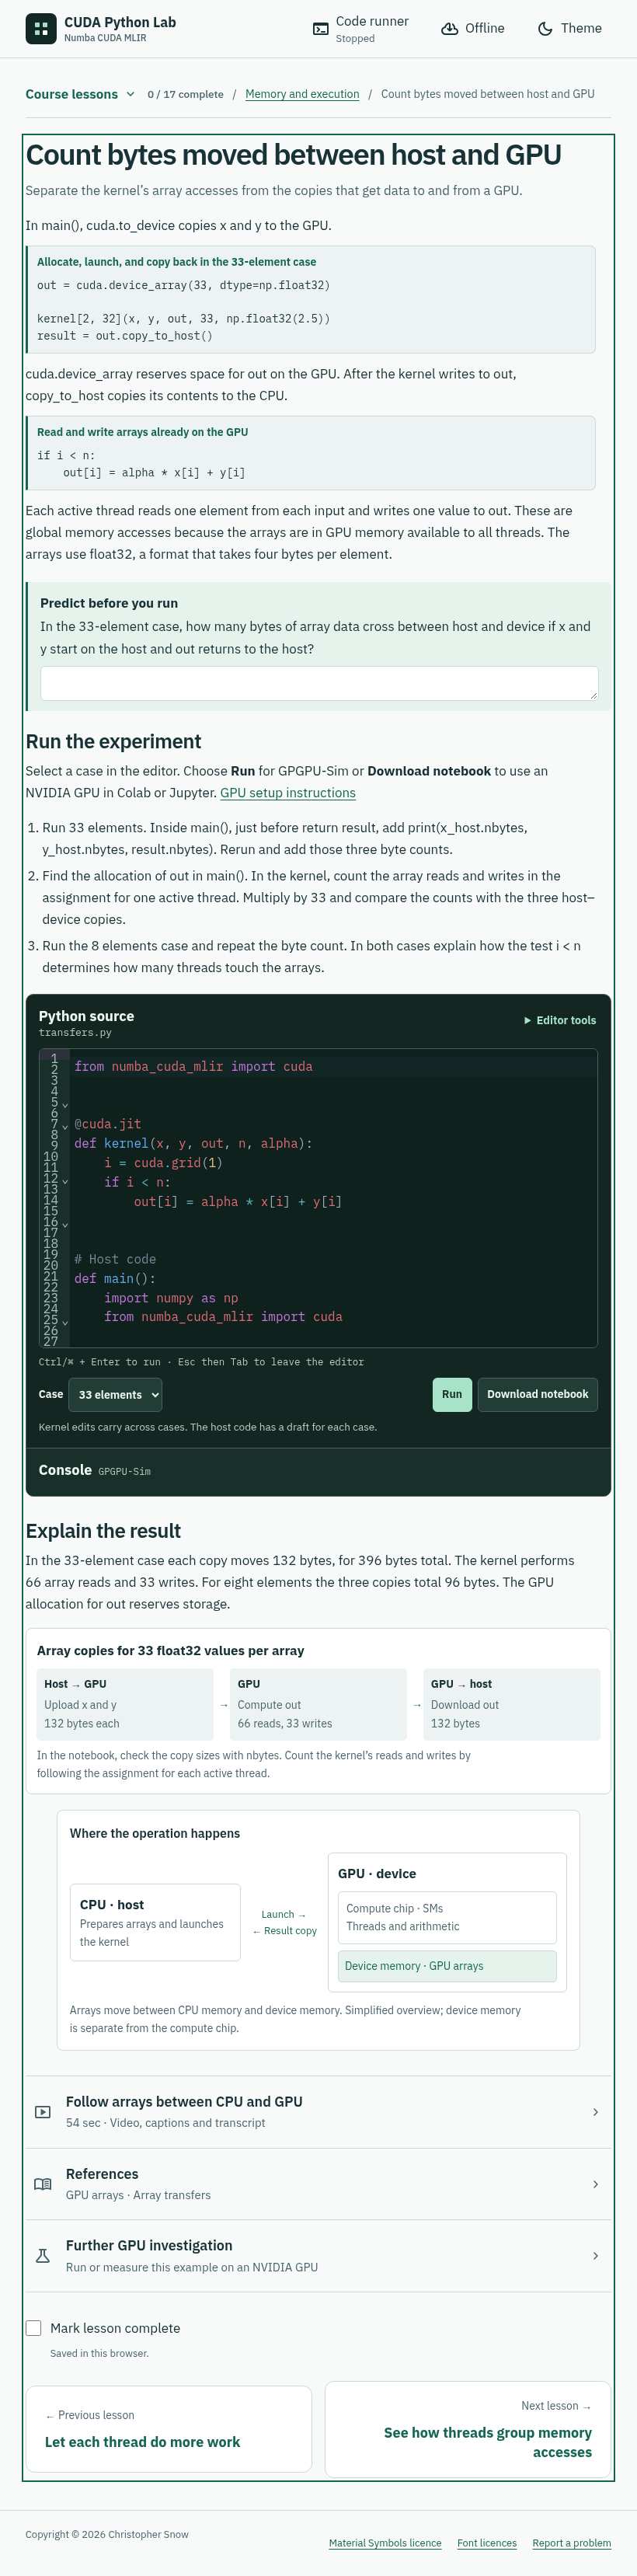 CUDA Python Lab
Numba CUDA MLIR
Code runner
Stopped
Offline
Theme
Course lessons
0 / 17 complete / Memory and execution / Count bytes moved between host and GPU
Count bytes moved between host and GPU
Separate the kernel’s array accesses from the copies that get data to and from a GPU.
In main(), cuda.to_device copies x and y to the GPU.
Allocate, launch, and copy back in the 33-element case
out = cuda.device_array(33, dtype=np.float32)
kernel[2, 32](x, y, out, 33, np.float32(2.5))
result = out.copy_to_host()
cuda.device_array reserves space for out on the GPU. After the kernel writes to out,
copy_to_host copies its contents to the CPU.
Read and write arrays already on the GPU
if i < n:
    out[i] = alpha * x[i] + y[i]
Each active thread reads one element from each input and writes one value to out. These are
global memory accesses because the arrays are in GPU memory available to all threads. The
arrays use float32, a format that takes four bytes per element.
Predict before you run
In the 33-element case, how many bytes of array data cross between host and device if x and
y start on the host and out returns to the host?
Run the experiment
Select a case in the editor. Choose Run for GPGPU-Sim or Download notebook to use an
NVIDIA GPU in Colab or Jupyter. GPU setup instructions
1. Run 33 elements. Inside main(), just before return result, add print(x_host.nbytes,
y_host.nbytes, result.nbytes). Rerun and add those three byte counts.
2. Find the allocation of out in main(). In the kernel, count the array reads and writes in the
assignment for one active thread. Multiply by 33 and compare the counts with the three host–
device copies.
3. Run the 8 elements case and repeat the byte count. In both cases explain how the test i < n
determines how many threads touch the arrays.
Python source
transfers.py
▶ Editor tools
1
2
3
4
5
6
7
8
9
10
11
12
13
14
15
16
17
18
19
20
21
22
23
24
25
26
27
from numba_cuda_mlir import cuda
@cuda.jit
def kernel(x, y, out, n, alpha):
    i = cuda.grid(1)
    if i < n:
        out[i] = alpha * x[i] + y[i]
# Host code
def main():
    import numpy as np
    from numba_cuda_mlir import cuda
Ctrl/⌘ + Enter to run · Esc then Tab to leave the editor
Case
33 elements
Run
Download notebook
Kernel edits carry across cases. The host code has a draft for each case.
Console GPGPU-Sim
Explain the result
In the 33-element case each copy moves 132 bytes, for 396 bytes total. The kernel performs
66 array reads and 33 writes. For eight elements the three copies total 96 bytes. The GPU
allocation for out reserves storage.
Array copies for 33 float32 values per array
Host → GPU
Upload x and y
132 bytes each
→
GPU
Compute out
66 reads, 33 writes
→
GPU → host
Download out
132 bytes
In the notebook, check the copy sizes with nbytes. Count the kernel’s reads and writes by
following the assignment for each active thread.
Where the operation happens
CPU · host
Prepares arrays and launches
the kernel
Launch →
← Result copy
GPU · device
Compute chip · SMs
Threads and arithmetic
Device memory · GPU arrays
Arrays move between CPU memory and device memory. Simplified overview; device memory
is separate from the compute chip.
Follow arrays between CPU and GPU
54 sec · Video, captions and transcript
References
GPU arrays · Array transfers
Further GPU investigation
Run or measure this example on an NVIDIA GPU
Mark lesson complete
Saved in this browser.
← Previous lesson
Let each thread do more work
Next lesson →
See how threads group memory
accesses
Copyright © 2026 Christopher Snow
Material Symbols licence
Font licences
Report a problem